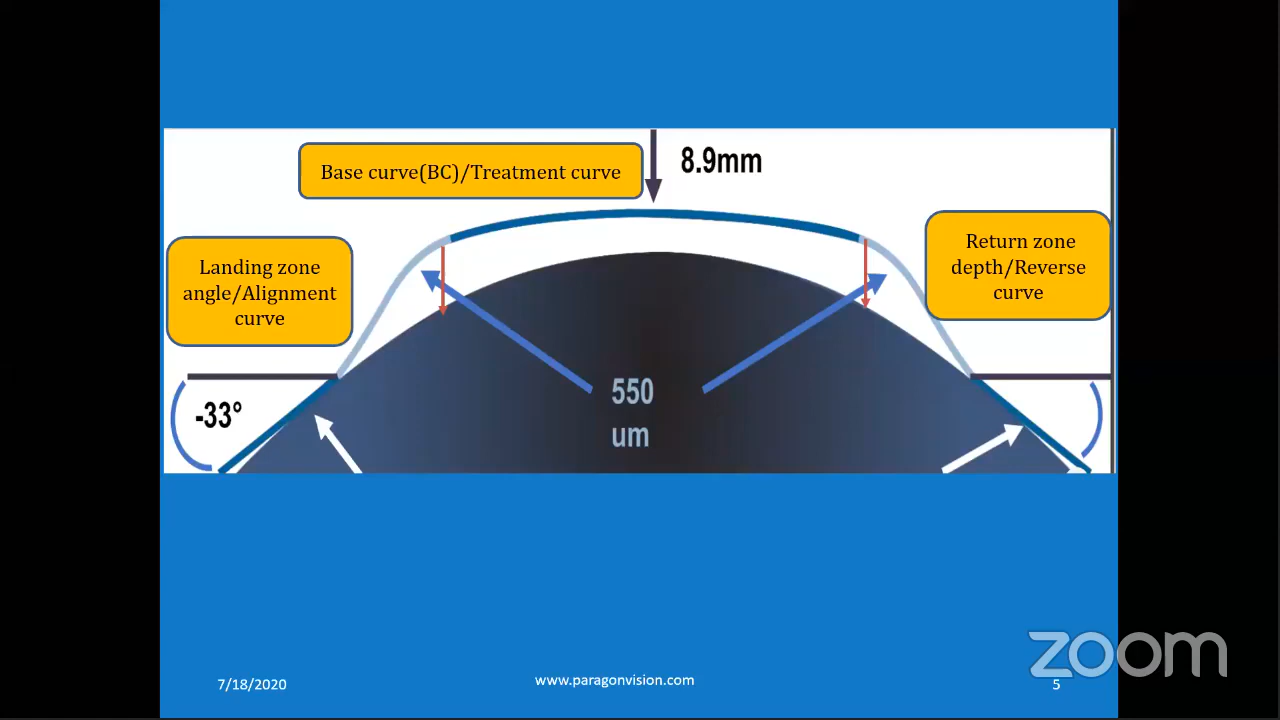 Base curve(BC)/Treatment curve
8.9mm
Landing zone
angle/Alignment
curve
Return zone
depth/Reverse
curve
-33°
550
um
zoom
7/18/2020
www.paragonvision.com
5